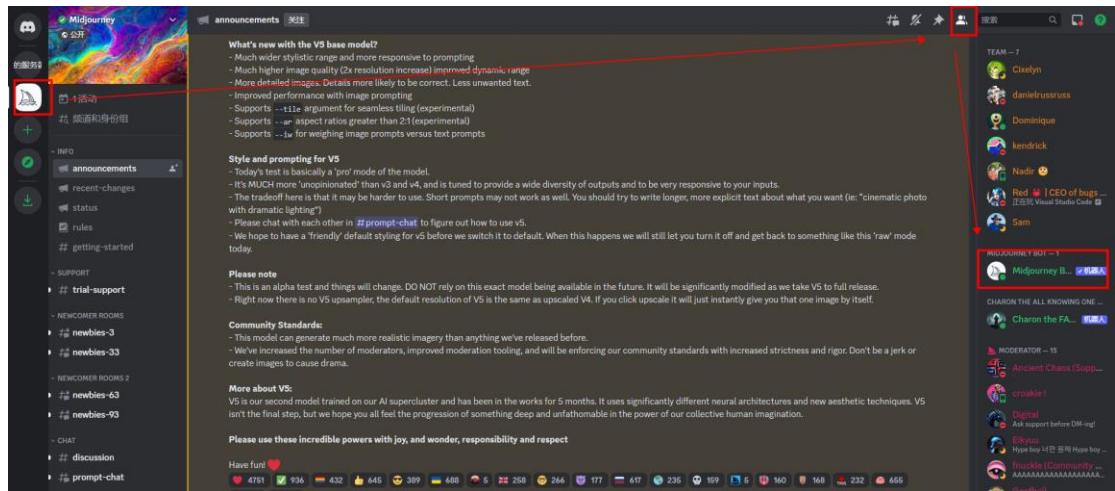 Midjourney
公开
的服务器
1活动
频道和身份组
INFO
announcements
recent-changes
status
rules
getting-started
SUPPORT
trial-support
NEWCOMER ROOMS
newbies-3
newbies-33
NEWCOMER ROOMS 2
newbies-63
newbies-93
CHAT
discussion
prompt-chat
announcements 关注
What's new with the V5 base model?
- Much wider stylistic range and more responsive to prompting
- Much higher image quality (2x resolution increase) improved dynamic range
- More detailed images. Details more likely to be correct. Less unwanted text.
- Improved performance with image prompting
- Supports --tile argument for seamless tiling (experimental)
- Supports --ar aspect ratios greater than 2:1 (experimental)
- Supports --iw for weighing image prompts versus text prompts
Style and prompting for V5
- Today's test is basically a 'pro' mode of the model.
- It's MUCH more 'unopinionated' than v3 and v4, and is tuned to provide a wide diversity of outputs and to be very responsive to your inputs.
- The tradeoff here is that it may be harder to use. Short prompts may not work as well. You should try to write longer, more explicit text about what you want (ie: "cinematic photo
with dramatic lighting")
- Please chat with each other in # prompt-chat to figure out how to use v5.
- We hope to have a 'friendly' default styling for v5 before we switch it to default. When this happens we will still let you turn it off and get back to something like this 'raw' mode
today.
Please note
- This is an alpha test and things will change. DO NOT rely on this exact model being available in the future. It will be significantly modified as we take V5 to full release.
- Right now there is no V5 upsampler, the default resolution of V5 is the same as upscaled V4. If you click upscale it will just instantly give you that one image by itself.
Community Standards:
- This model can generate much more realistic imagery than anything we've released before.
- We've increased the number of moderators, improved moderation tooling, and will be enforcing our community standards with increased strictness and rigor. Don't be a jerk or
create images to cause drama.
More about V5:
V5 is our second model trained on our AI supercluster and has been in the works for 5 months. It uses significantly different neural architectures and new aesthetic techniques. V5
isn't the final step, but we hope you all feel the progression of something deep and unfathomable in the power of our collective human imagination.
Please use these incredible powers with joy, and wonder, responsibility and respect
Have fun!
4751 936 432 645 389 688 5 258 266 177 617 235 159 5 160 168 232 655
搜索
TEAM — 7
Cixelyn
danielrussruss
Dominique
kendrick
Nadir
Red | CEO of bugs ...
正在玩 Visual Studio Code
Sam
MIDJOURNEY BOT — 1
Midjourney B... 机器人
CHARON THE ALL KNOWING ONE ...
Charon the FA... 机器人
MODERATOR — 15
Ancient Chaos (Supp...
croakie !
Digital
Ask support before DM-ing!
Eikyuu
fnuckle (Community ...